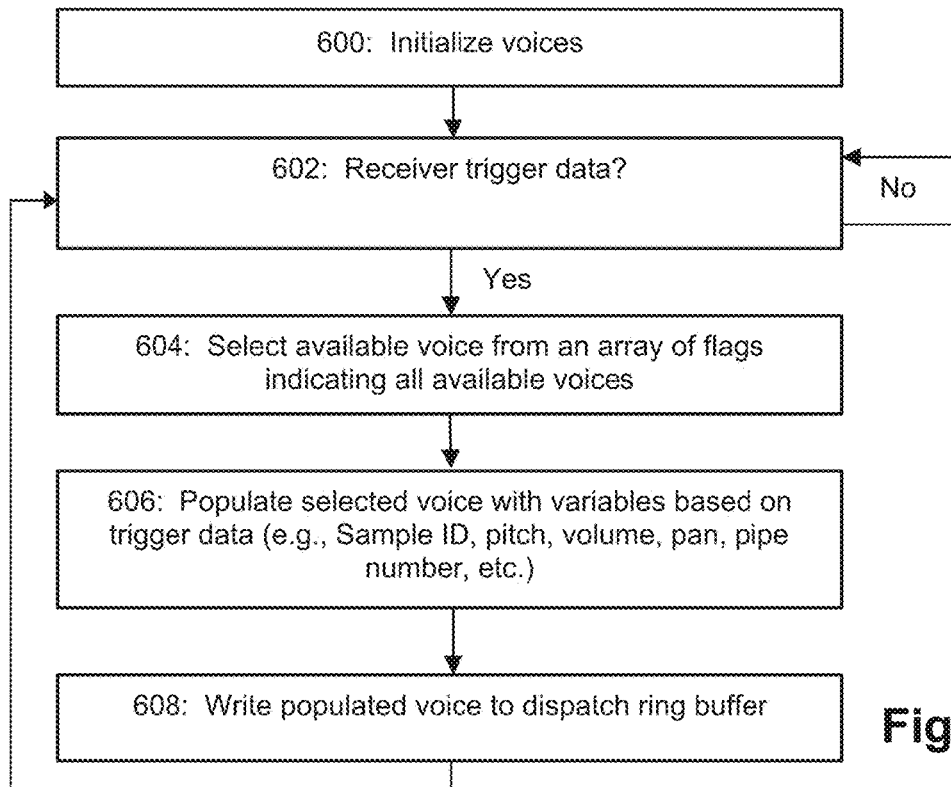 600: Initialize voices
602: Receiver trigger data?
No
Yes
604: Select available voice from an array of flags
indicating all available voices
606: Populate selected voice with variables based on
trigger data (e.g., Sample ID, pitch, volume, pan, pipe
number, etc.)
608: Write populated voice to dispatch ring buffer
Fig